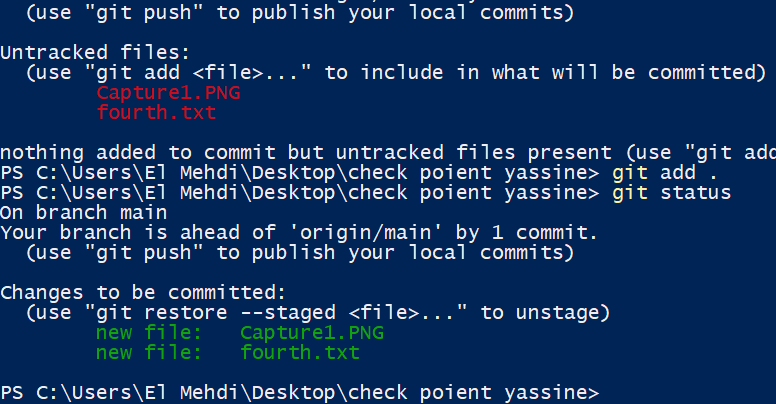 (use "git push" to publish your local commits)
Untracked files:
(use "git add <file>..." to include in what will be committed)
Capture1.PNG
fourth.txt
nothing added to commit but untracked files present (use "git add
PS C:\Users\El Mehdi\Desktop\check poient yassine> git add .
PS C:\Users\El Mehdi\Desktop\check poient yassine> git status
On branch main
Your branch is ahead of 'origin/main' by 1 commit.
(use "git push" to publish your local commits)
Changes to be committed:
(use "git restore --staged <file>..." to unstage)
new file:   Capture1.PNG
new file:   fourth.txt
PS C:\Users\El Mehdi\Desktop\check poient yassine>